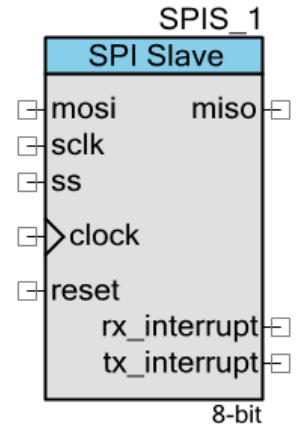 SPIS_1
SPI Slave
mosi miso
sclk
ss
clock
reset
rx_interrupt
tx_interrupt
8-bit